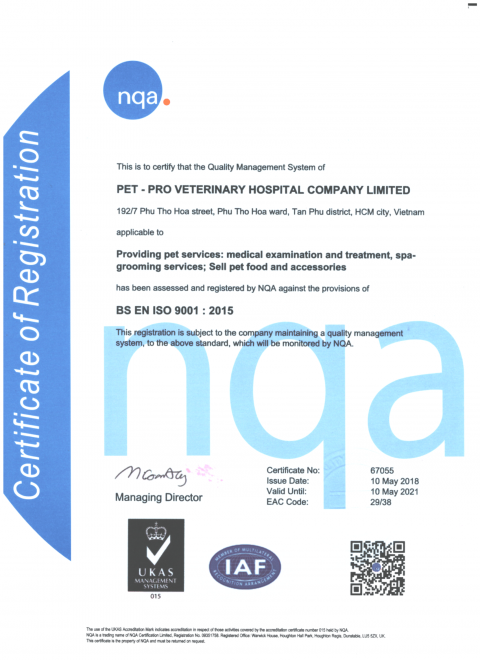 nqa.
Certificate of Registration
This is to certify that the Quality Management System of
PET - PRO VETERINARY HOSPITAL COMPANY LIMITED
192/7 Phu Tho Hoa street, Phu Tho Hoa ward, Tan Phu district, HCM city, Vietnam
applicable to
Providing pet services: medical examination and treatment, spa-
grooming services; Sell pet food and accessories
has been assessed and registered by NQA against the provisions of
BS EN ISO 9001 : 2015
This registration is subject to the company maintaining a quality management
system, to the above standard, which will be monitored by NQA.
nqa
Managing Director
Certificate No: 67055
Issue Date: 10 May 2018
Valid Until: 10 May 2021
EAC Code: 29/38
UKAS
MANAGEMENT
SYSTEMS
015
MEMBER OF MULTILATERAL
IAF
RECOGNITION ARRANGEMENT
The use of the UKAS Accreditation Mark indicates accreditation in respect of those activities covered by the accreditation certificate number 015 held by NQA.
NQA is a trading name of NQA Certification Limited, Registration No. 09351758. Registered Office: Warwick House, Houghton Hall Park, Houghton Regis, Dunstable, LU5 5ZX, UK.
This certificate is the property of NQA and must be returned on request.